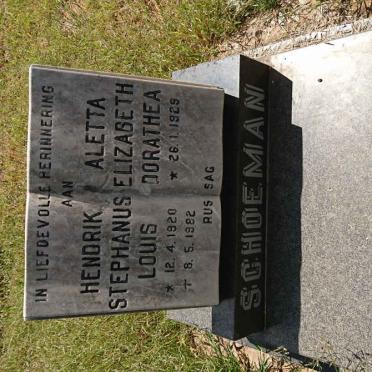 IN LIEFDEVOLLE HERINNERING
AAN
HENDRIK ALETTA
STEPHANUS ELIZABETH
LOUIS DORATHEA
* 12.4.1920 * 26.1.1929
† 8.5.1982
RUS SAG
SCHOEMAN